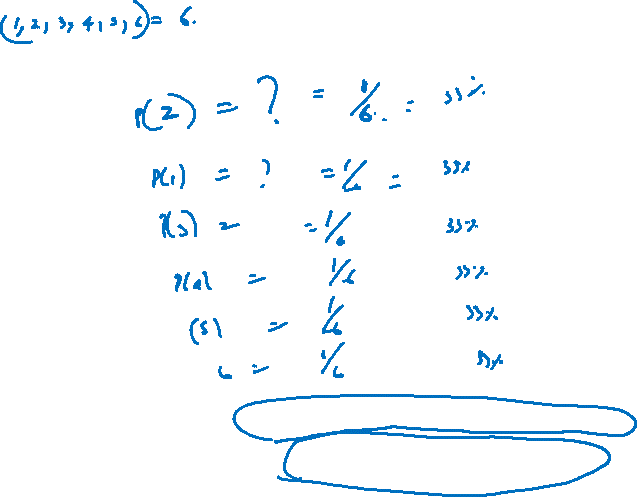 (1, 2, 3, 4, 5, 6) = 6.
P(2) = ? = 1/6 = 33%
P(1) = ? = 1/6 = 33%
P(3) = = 1/6 33%
P(4) = 1/6 33%
(5) = 1/6 33%
6 = 1/6 33%